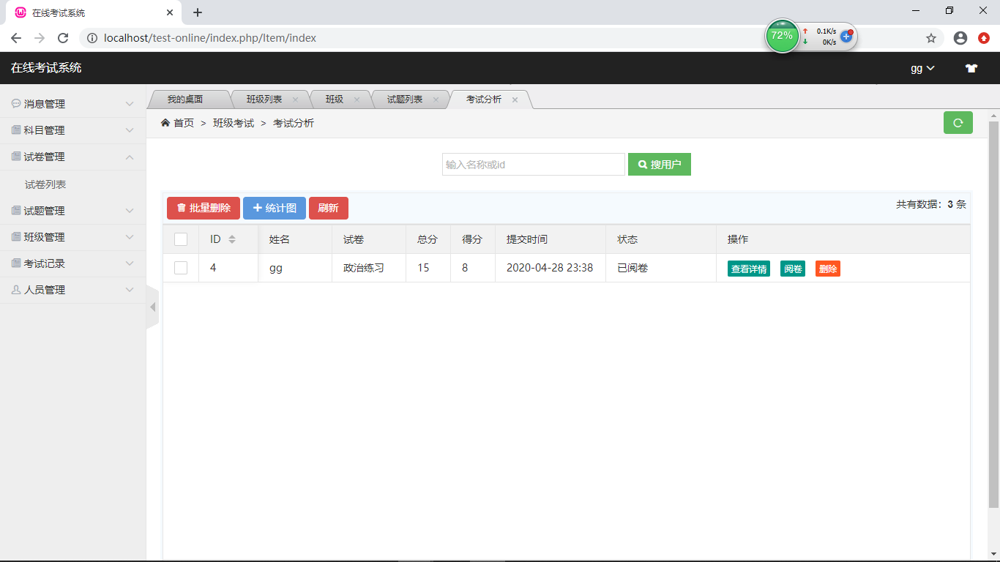 在线考试系统
localhost/test-online/index.php/Item/index
72%
0.1K/s
0K/s
在线考试系统
gg
消息管理
科目管理
试卷管理
试卷列表
试题管理
班级管理
考试记录
人员管理
我的桌面
班级列表
班级
试题列表
考试分析
首页 > 班级考试 > 考试分析
输入名称或id
搜用户
批量删除
统计图
刷新
共有数据：3 条
ID 姓名 试卷 总分 得分 提交时间 状态 操作
4 gg 政治练习 15 8 2020-04-28 23:38 已阅卷 查看详情 阅卷 删除